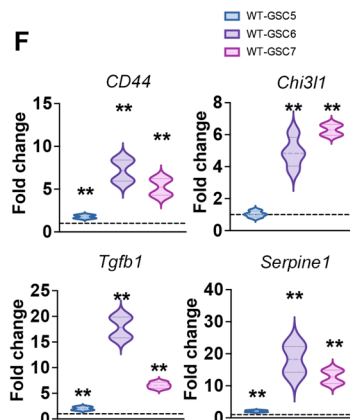 F
WT-GSC5
WT-GSC6
WT-GSC7
CD44
Fold change
15
10
5
0
**
**
**
Chi3l1
Fold change
8
6
4
2
0
**
**
Tgfb1
Fold change
25
20
15
10
5
0
**
**
**
Serpine1
Fold change
40
30
20
10
0
**
**
**